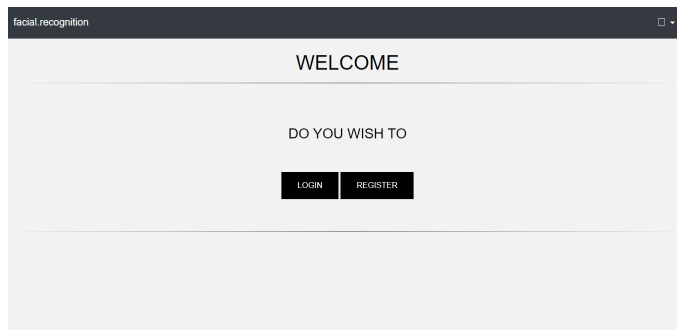 facial.recognition
WELCOME
DO YOU WISH TO
LOGIN REGISTER